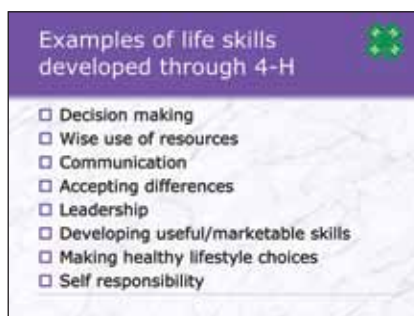 Examples of life skills
developed through 4-H
Decision making
Wise use of resources
Communication
Accepting differences
Leadership
Developing useful/marketable skills
Making healthy lifestyle choices
Self responsibility